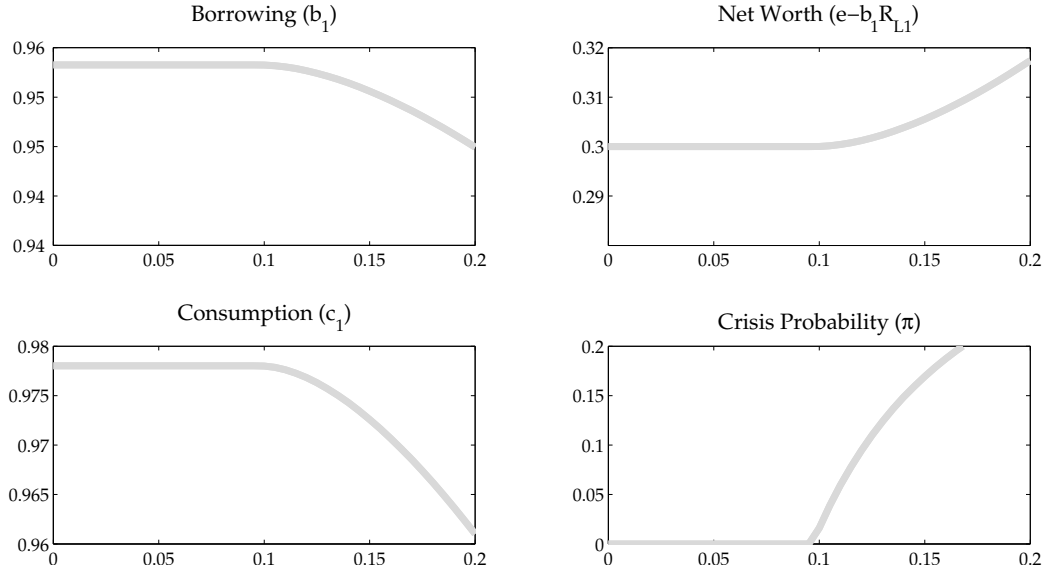 Borrowing (b1)
0.96
0.95
0.95
0.94
0.94
0 0.05 0.1 0.15 0.2
Net Worth (e−b1RL1)
0.32
0.31
0.3
0.29
0 0.05 0.1 0.15 0.2
Consumption (c1)
0.98
0.975
0.97
0.965
0.96
0 0.05 0.1 0.15 0.2
Crisis Probability (π)
0.2
0.15
0.1
0.05
0
0 0.05 0.1 0.15 0.2